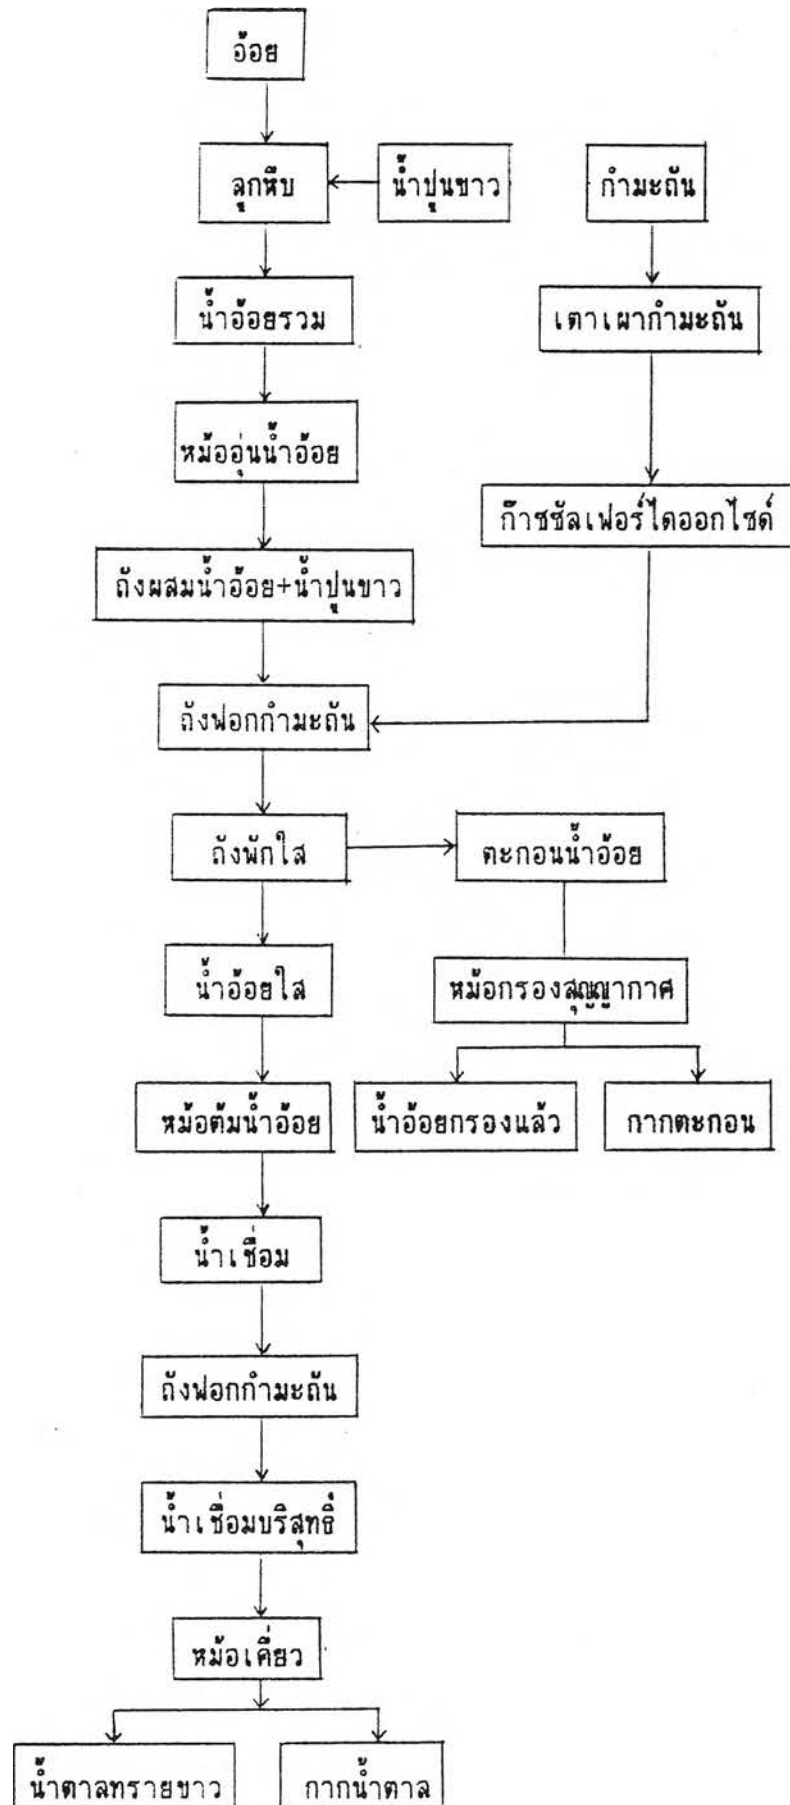 อ้อย
ลูกหีบ
น้ำปูนขาว
กำมะถัน
น้ำอ้อยรวม
เตาเผากำมะถัน
หม้ออุ่นน้ำอ้อย
ก๊าซซัลเฟอร์ไดออกไซด์
ถังผสมน้ำอ้อย+น้ำปูนขาว
ถังฟอกกำมะถัน
ถังพักใส
ตะกอนน้ำอ้อย
น้ำอ้อยใส
หม้อกรองสุญญากาศ
หม้อต้มน้ำอ้อย
น้ำอ้อยกรองแล้ว
กากตะกอน
น้ำเชื่อม
ถังฟอกกำมะถัน
น้ำเชื่อมบริสุทธิ์
หม้อเคี่ยว
น้ำตาลทรายขาว
กากน้ำตาล